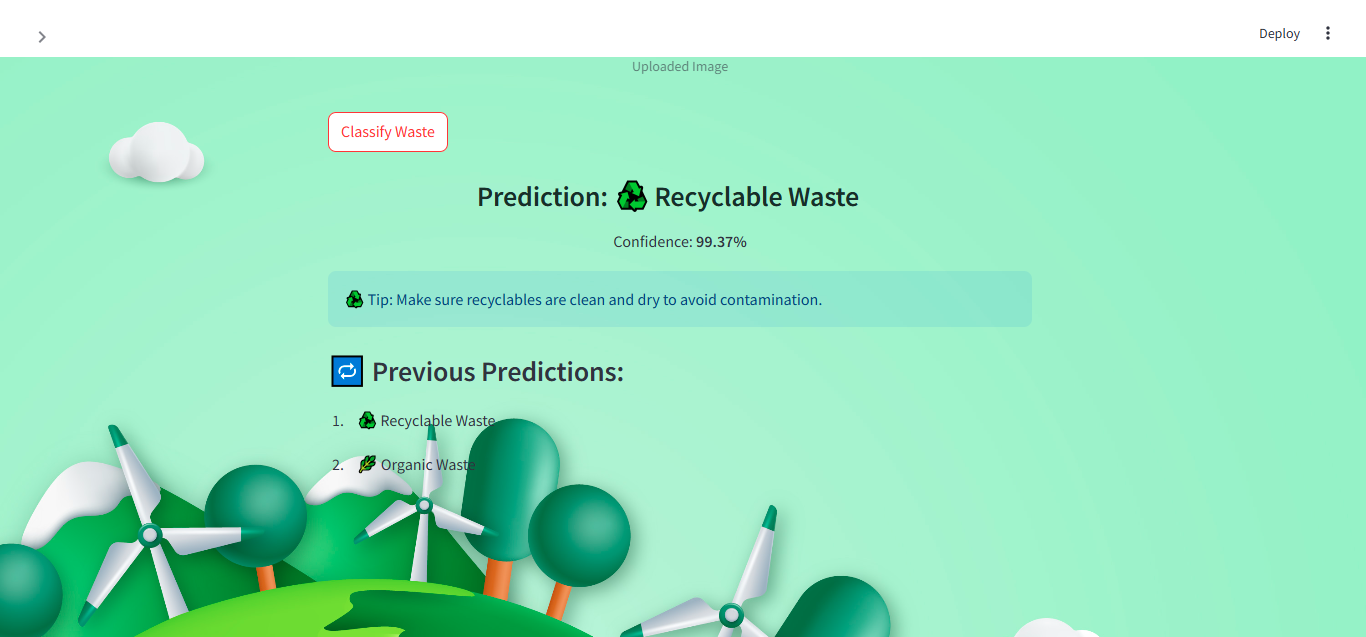 Deploy
Uploaded Image
Classify Waste
Prediction: ♻️ Recyclable Waste
Confidence: 99.37%
♻️ Tip: Make sure recyclables are clean and dry to avoid contamination.
🔁 Previous Predictions:
1. ♻️ Recyclable Waste
2. 🌿 Organic Waste